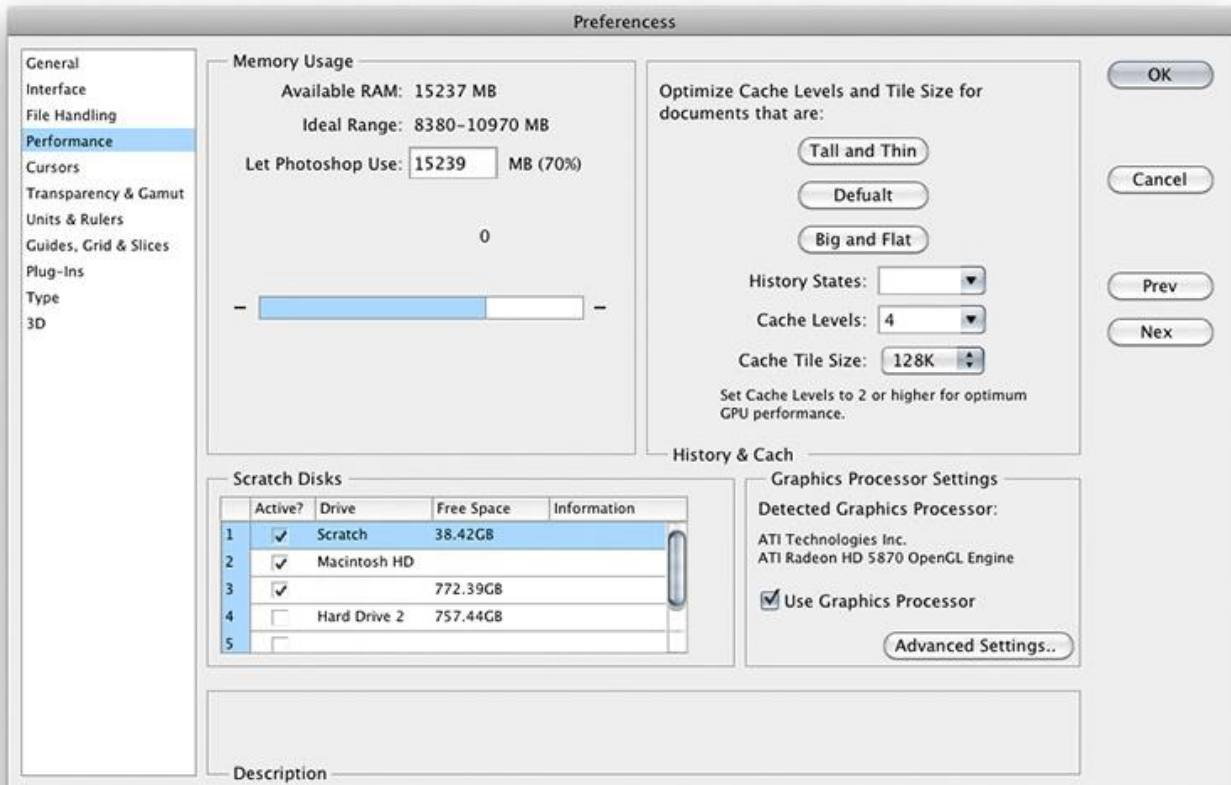 Preferencess
General
Interface
File Handling
Performance
Cursors
Transparency & Gamut
Units & Rulers
Guides, Grid & Slices
Plug-Ins
Type
3D
Memory Usage
Available RAM: 15237 MB
Ideal Range: 8380-10970 MB
Let Photoshop Use: 15239 MB (70%)
0
Optimize Cache Levels and Tile Size for
documents that are:
Tall and Thin
Defualt
Big and Flat
History States:
Cache Levels: 4
Cache Tile Size: 128K
Set Cache Levels to 2 or higher for optimum
GPU performance.
History & Cach
OK
Cancel
Prev
Nex
Scratch Disks
Active? Drive Free Space Information
1 Scratch 38.42GB
2 Macintosh HD
3 772.39GB
4 Hard Drive 2 757.44GB
5
Graphics Processor Settings
Detected Graphics Processor:
ATI Technologies Inc.
ATI Radeon HD 5870 OpenGL Engine
Use Graphics Processor
Advanced Settings..
Description